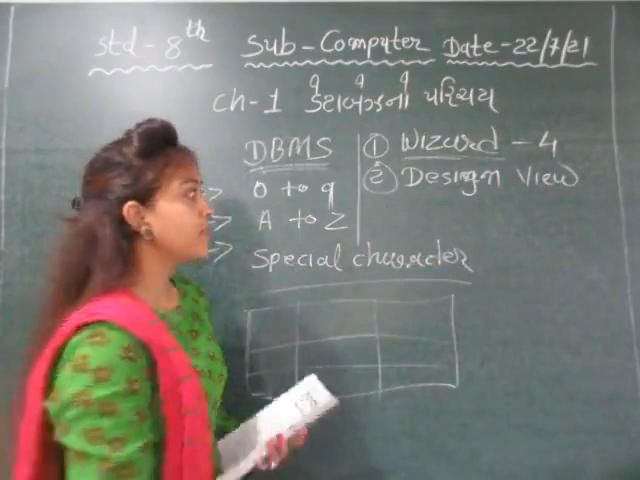 Std - 8th Sub - Computer Date - 22/7/21
ch-1 ડેટાબેઝનો પરિચય
DBMS
0 to 9
A to Z
Special character
① Wizard - 4
② Design View